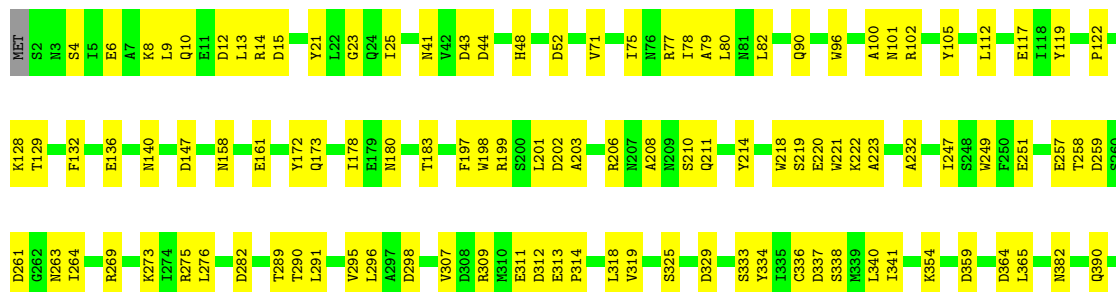 MET S2 N3 S4 I5 E6 A7 K8 L9 Q10 E11 D12 L13 R14 D15 Y21 L22 G23 Q24 I25 N41 V42 D43 D44 H48 D52 V71 I75 N76 R77 I78 A79 L80 N81 L82 Q90 W96 A100 N101 R102 Y105 L112 E117 I118 Y119 P122
K128 T129 F132 E136 N140 D147 N158 E161 Y172 Q173 I178 E179 N180 T183 F197 W198 R199 S200 L201 D202 A203 R206 N207 A208 N209 S210 Q211 Y214 W218 S219 E220 W221 K222 A223 A232 I247 S248 W249 F250 E251 E257 T258 D259 S260
D261 G262 N263 I264 R269 K273 I274 R275 L276 D282 T289 T290 L291 V295 L296 A297 D298 V307 D308 R309 M310 E311 D312 E313 P314 L318 V319 S325 D329 S333 Y334 I335 C336 D337 S338 M339 L340 I341 K354 D359 D364 L365 N382 Q390